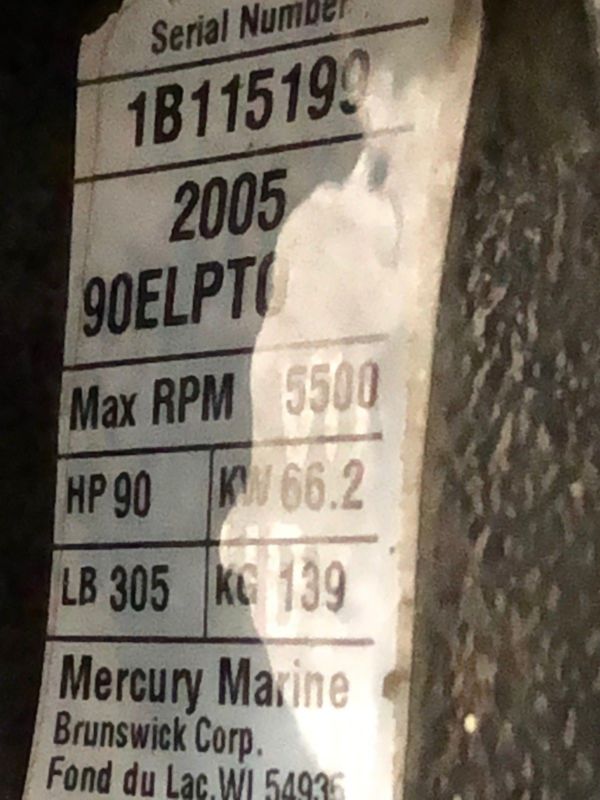 Serial Number
1B115199
2005
90ELPTO
Max RPM 5500
HP 90 KW 66.2
LB 305 KG 139
Mercury Marine
Brunswick Corp.
Fond du Lac, WI 54935